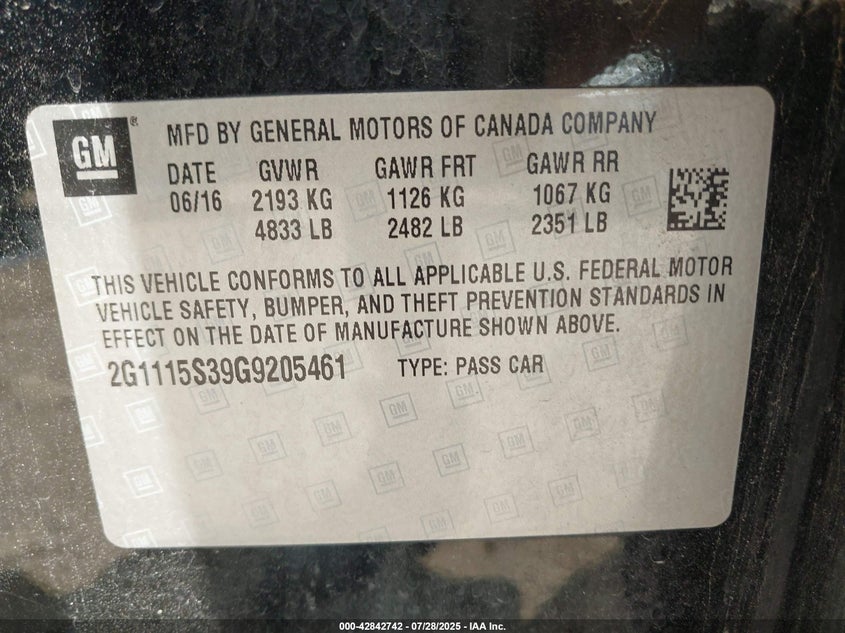 GM ® MFD BY GENERAL MOTORS OF CANADA COMPANY
DATE GVWR GAWR FRT GAWR RR
06/16 2193 KG 1126 KG 1067 KG
4833 LB 2482 LB 2351 LB
THIS VEHICLE CONFORMS TO ALL APPLICABLE U.S. FEDERAL MOTOR
VEHICLE SAFETY, BUMPER, AND THEFT PREVENTION STANDARDS IN
EFFECT ON THE DATE OF MANUFACTURE SHOWN ABOVE.
2G1115S39G9205461 TYPE: PASS CAR
000-42842742 - 07/28/2025 - IAA Inc.